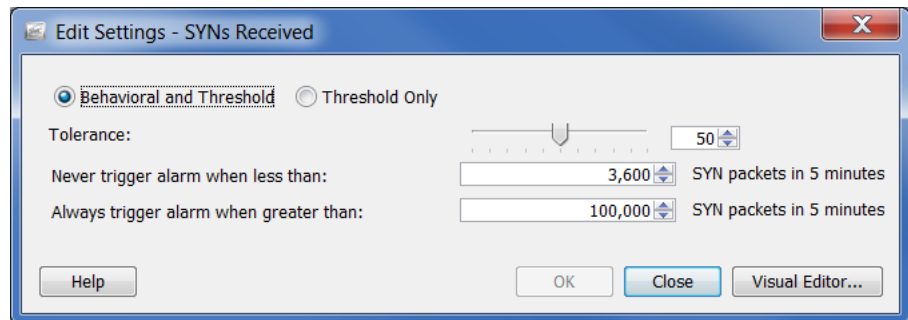 Edit Settings - SYNs Received
Behavioral and Threshold Threshold Only
Tolerance: 50
Never trigger alarm when less than: 3,600 SYN packets in 5 minutes
Always trigger alarm when greater than: 100,000 SYN packets in 5 minutes
Help OK Close Visual Editor...